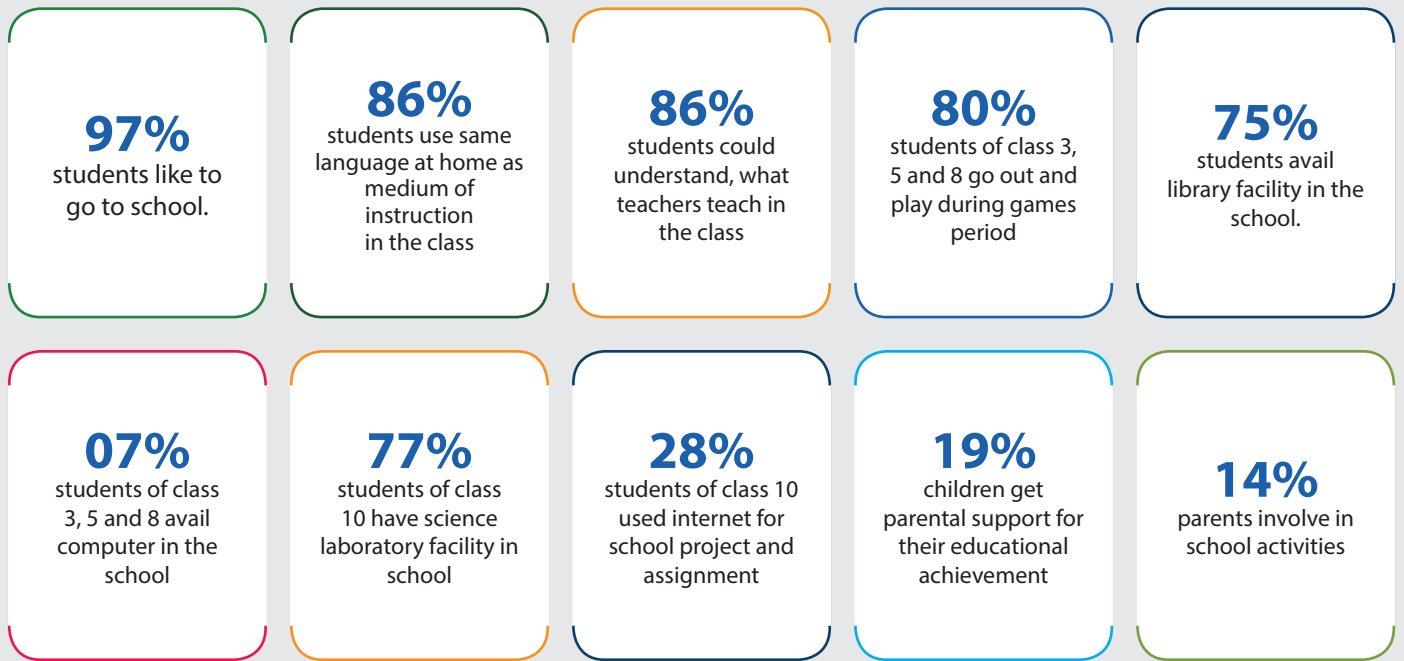 97%
students like to
go to school.
86%
students use same
language at home as
medium of
instruction
in the class
86%
students could
understand, what
teachers teach in
the class
80%
students of class 3,
5 and 8 go out and
play during games
period
75%
students avail
library facility in the
school.
07%
students of class
3, 5 and 8 avail
computer in the
school
77%
students of class
10 have science
laboratory facility in
school
28%
students of class 10
used internet for
school project and
assignment
19%
children get
parental support for
their educational
achievement
14%
parents involve in
school activities